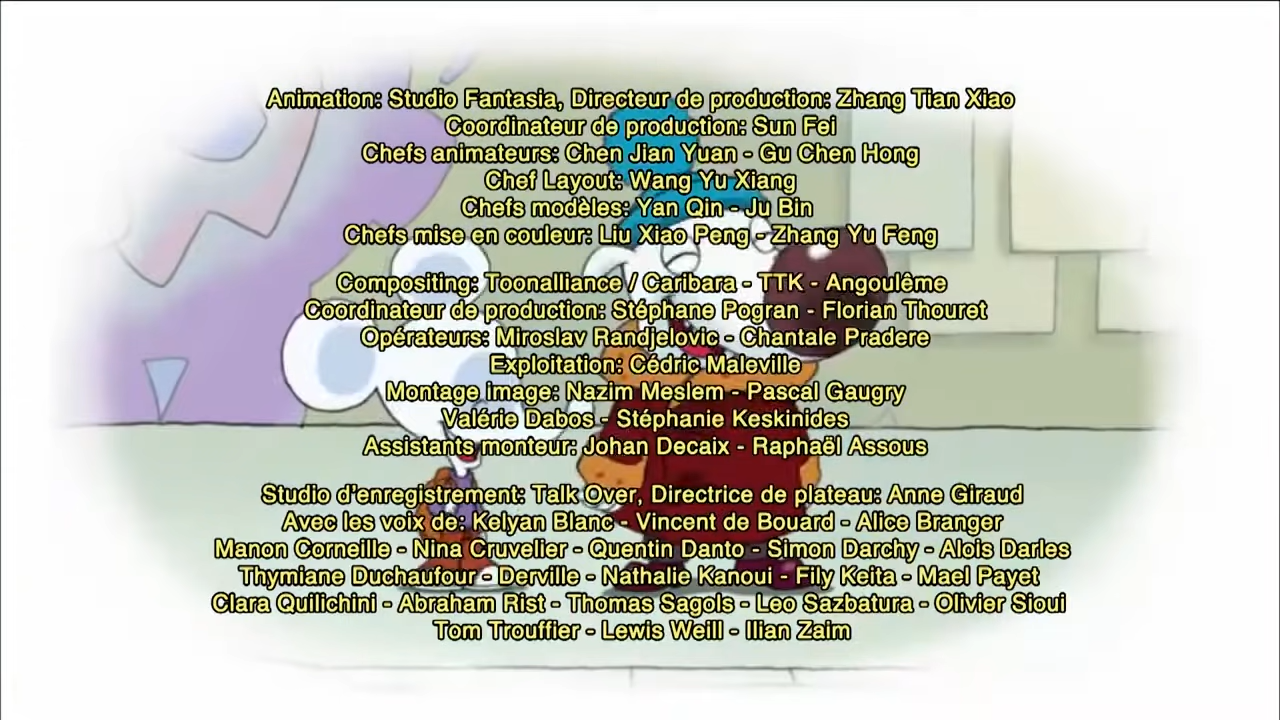 Animation: Studio Fantasia, Directeur de production: Zhang Tian Xiao
Coordinateur de production: Sun Fei
Chefs animateurs: Chen Jian Yuan - Gu Chen Hong
Chef Layout: Wang Yu Xiang
Chefs modèles: Yan Qin - Ju Bin
Chefs mise en couleur: Liu Xiao Peng - Zhang Yu Feng
Compositing: Toonalliance / Caribara - TTK - Angoulême
Coordinateur de production: Stéphane Pogran - Florian Thouret
Opérateurs: Miroslav Randjelovic - Chantale Pradere
Exploitation: Cédric Maleville
Montage image: Nazim Meslem - Pascal Gaugry
Valérie Dabos - Stéphanie Keskinides
Assistants monteur: Johan Decaix - Raphaël Assous
Studio d'enregistrement: Talk Over, Directrice de plateau: Anne Giraud
Avec les voix de: Kelyan Blanc - Vincent de Bouard - Alice Branger
Manon Corneille - Nina Cruvelier - Quentin Danto - Simon Darchy - Alois Darles
Thymiane Duchaufour - Derville - Nathalie Kanoui - Fily Keita - Mael Payet
Clara Quilichini - Abraham Rist - Thomas Sagols - Leo Sazbatura - Olivier Sioui
Tom Trouffier - Lewis Weill - Ilian Zaim